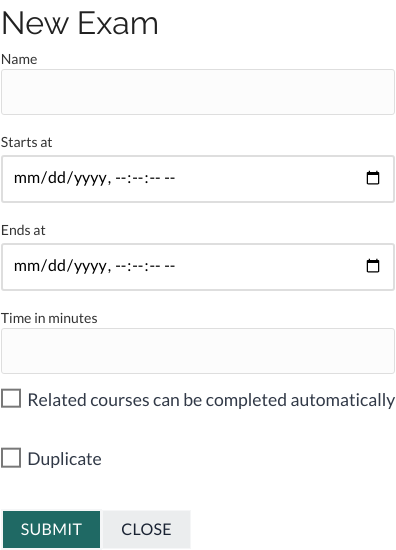 New Exam
Name
Starts at
mm/dd/yyyy, --:--:-- --
Ends at
mm/dd/yyyy, --:--:-- --
Time in minutes
Related courses can be completed automatically
Duplicate
SUBMIT CLOSE